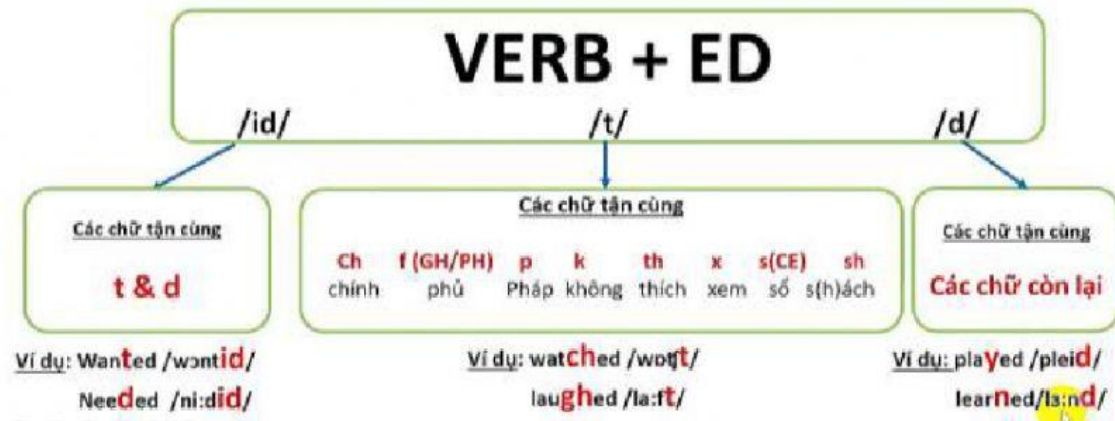 VERB + ED
/id/ /t/ /d/
Các chữ tận cùng
t & d
Ví dụ: Wanted /wɔntid/
Needed /ni:did/
Các chữ tận cùng
Ch f (GH/PH) p k th x s(CE) sh
chính phủ Pháp không thích xem sổ s(h)ách
Ví dụ: watched /wɒʧt/
laughed /la:ft/
Các chữ tận cùng
Các chữ còn lại
Ví dụ: played /pleid/
learned/lɜ:nd/